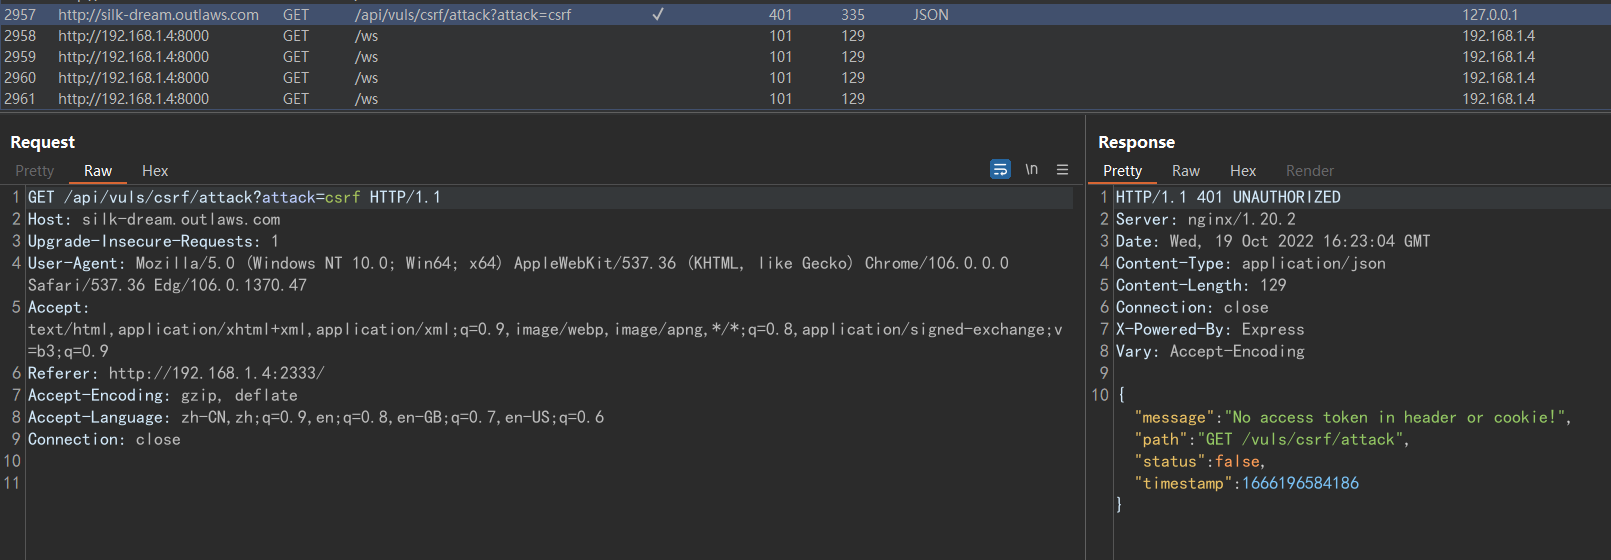 2957 http://silk-dream.outlaws.com GET /api/vuls/csrf/attack?attack=csrf ✓ 401 335 JSON 127.0.0.1
2958 http://192.168.1.4:8000 GET /ws 101 129 192.168.1.4
2959 http://192.168.1.4:8000 GET /ws 101 129 192.168.1.4
2960 http://192.168.1.4:8000 GET /ws 101 129 192.168.1.4
2961 http://192.168.1.4:8000 GET /ws 101 129 192.168.1.4
Request
Pretty Raw Hex \n
1 GET /api/vuls/csrf/attack?attack=csrf HTTP/1.1
2 Host: silk-dream.outlaws.com
3 Upgrade-Insecure-Requests: 1
4 User-Agent: Mozilla/5.0 (Windows NT 10.0; Win64; x64) AppleWebKit/537.36 (KHTML, like Gecko) Chrome/106.0.0.0
Safari/537.36 Edg/106.0.1370.47
5 Accept:
text/html,application/xhtml+xml,application/xml;q=0.9,image/webp,image/apng,*/*;q=0.8,application/signed-exchange;v
=b3;q=0.9
6 Referer: http://192.168.1.4:2333/
7 Accept-Encoding: gzip, deflate
8 Accept-Language: zh-CN,zh;q=0.9,en;q=0.8,en-GB;q=0.7,en-US;q=0.6
9 Connection: close
10
11
Response
Pretty Raw Hex Render
1 HTTP/1.1 401 UNAUTHORIZED
2 Server: nginx/1.20.2
3 Date: Wed, 19 Oct 2022 16:23:04 GMT
4 Content-Type: application/json
5 Content-Length: 129
6 Connection: close
7 X-Powered-By: Express
8 Vary: Accept-Encoding
9
10 {
"message":"No access token in header or cookie!",
"path":"GET /vuls/csrf/attack",
"status":false,
"timestamp":1666196584186
}